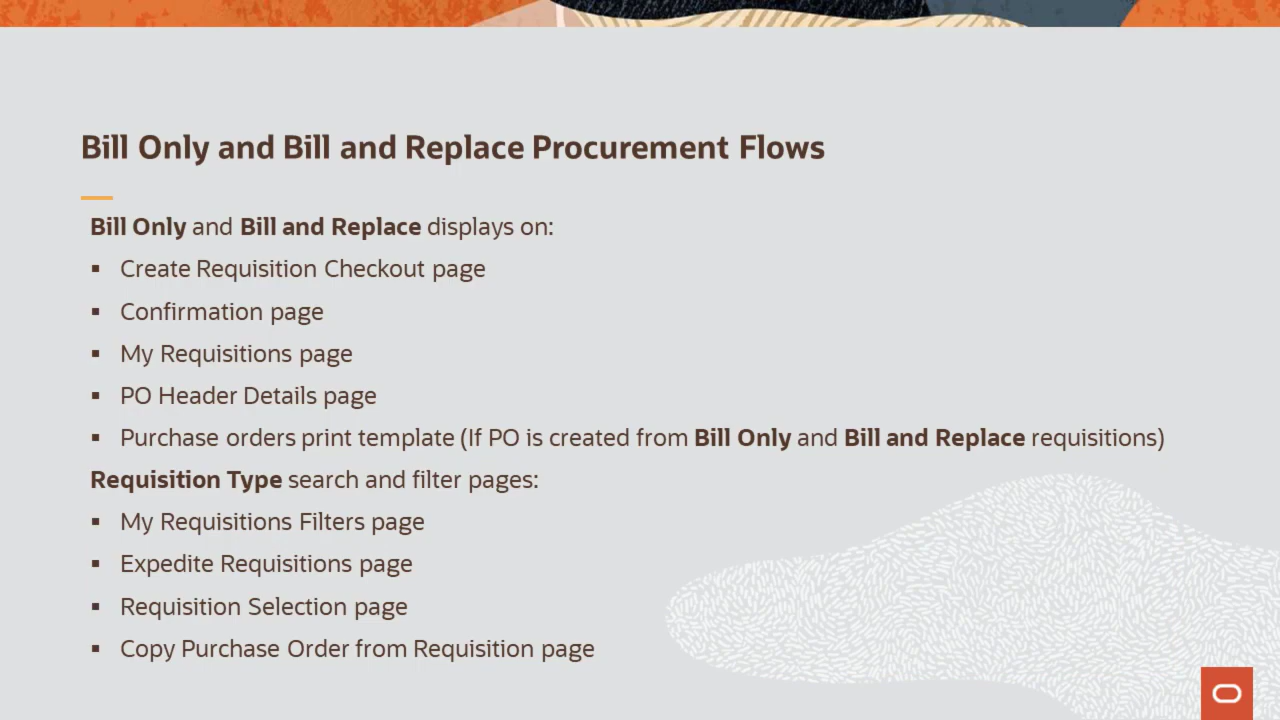 Bill Only and Bill and Replace Procurement Flows
Bill Only and Bill and Replace displays on:
▪ Create Requisition Checkout page
▪ Confirmation page
▪ My Requisitions page
▪ PO Header Details page
▪ Purchase orders print template (If PO is created from Bill Only and Bill and Replace requisitions)
Requisition Type search and filter pages:
▪ My Requisitions Filters page
▪ Expedite Requisitions page
▪ Requisition Selection page
▪ Copy Purchase Order from Requisition page